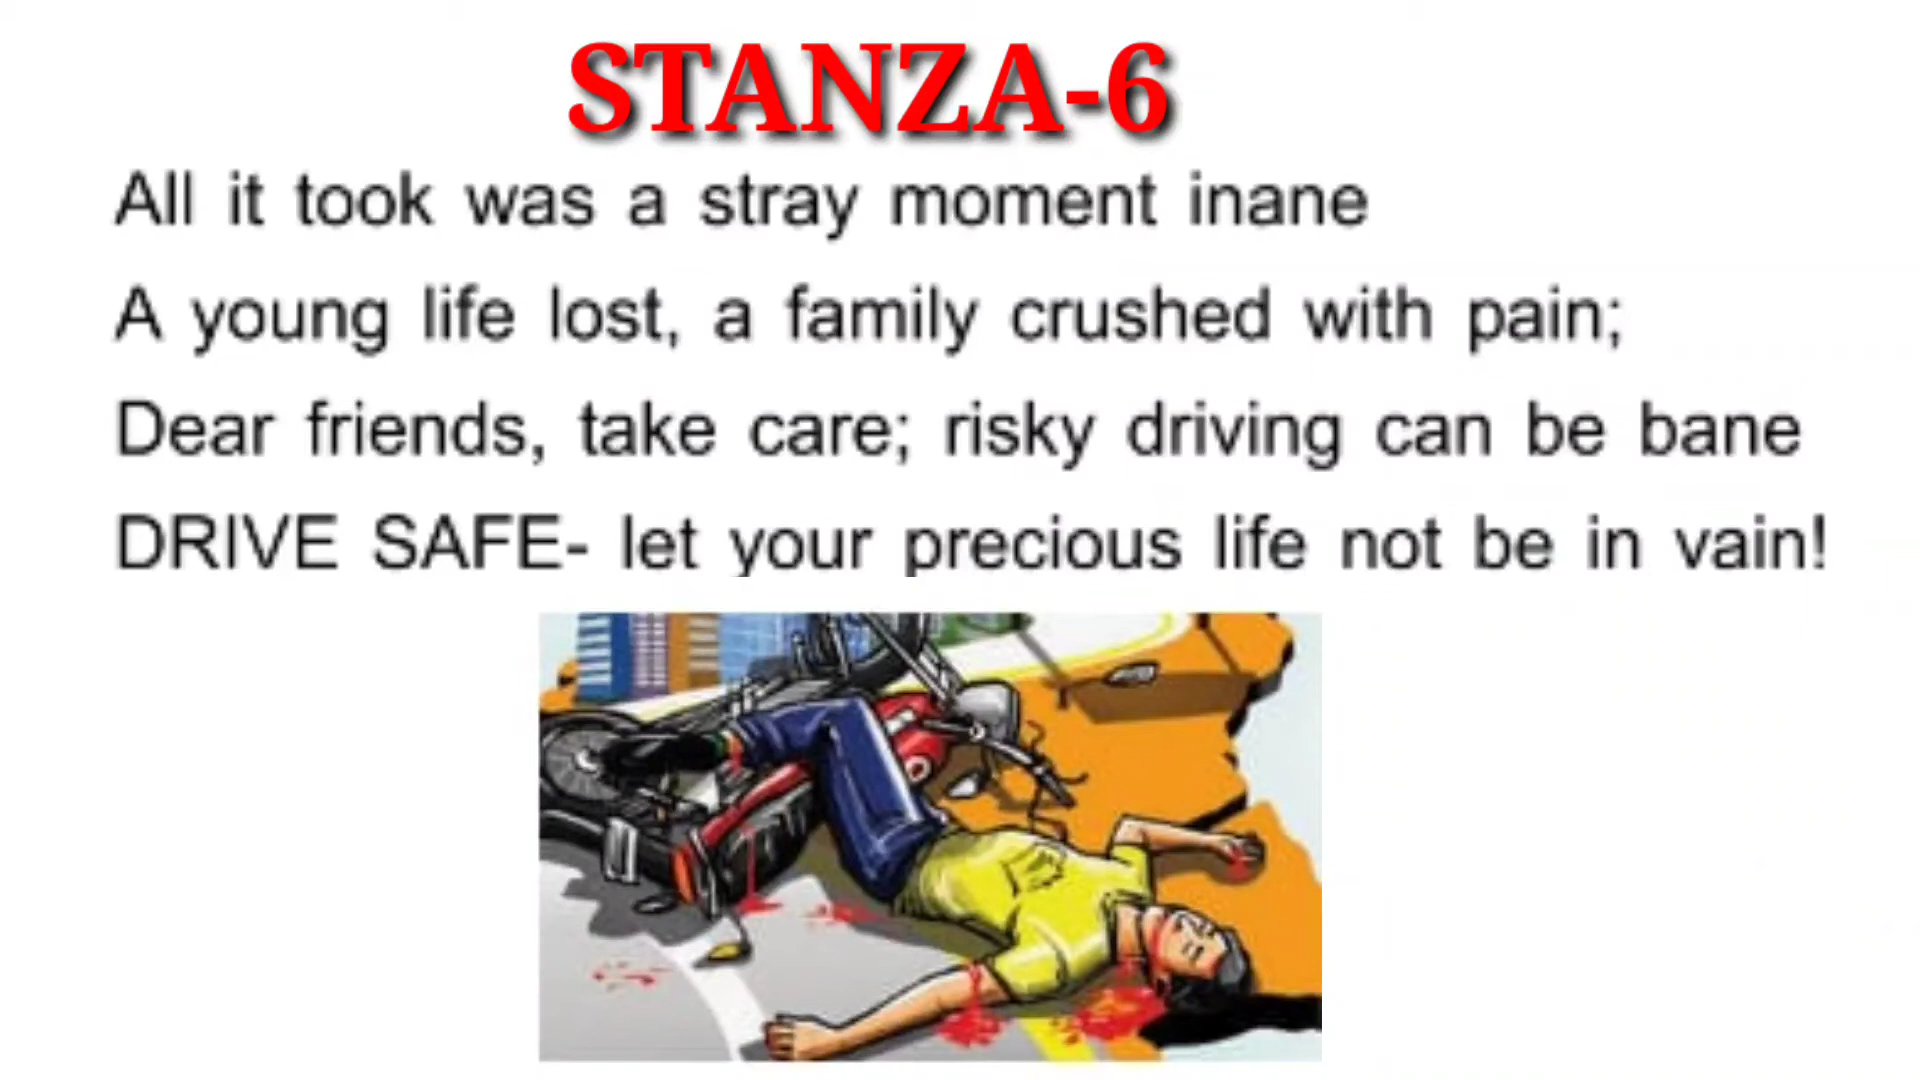 STANZA-6
All it took was a stray moment inane
A young life lost, a family crushed with pain;
Dear friends, take care; risky driving can be bane
DRIVE SAFE- let your precious life not be in vain!